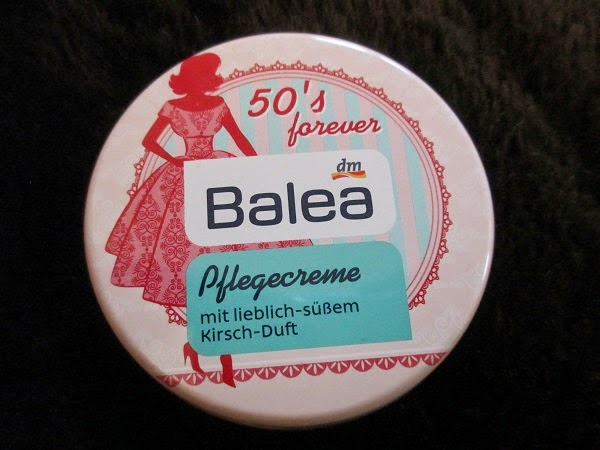 50's
forever
dm
Balea
Pflegecreme
mit lieblich-süßem
Kirsch-Duft